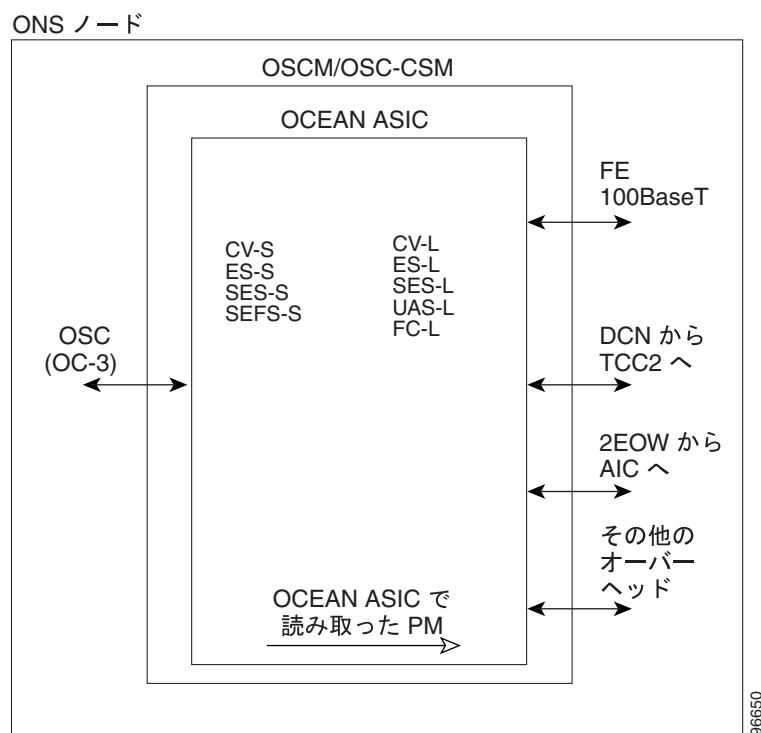 ONS ノード
OSCM/OSC-CSM
OCEAN ASIC
FE
100BaseT
CV-S
ES-S
SES-S
SEFS-S
CV-L
ES-L
SES-L
UAS-L
FC-L
OSC
(OC-3)
DCN から
TCC2 へ
2EOW から
AIC へ
その他の
オーバー
ヘッド
OCEAN ASIC で
読み取った PM
96650